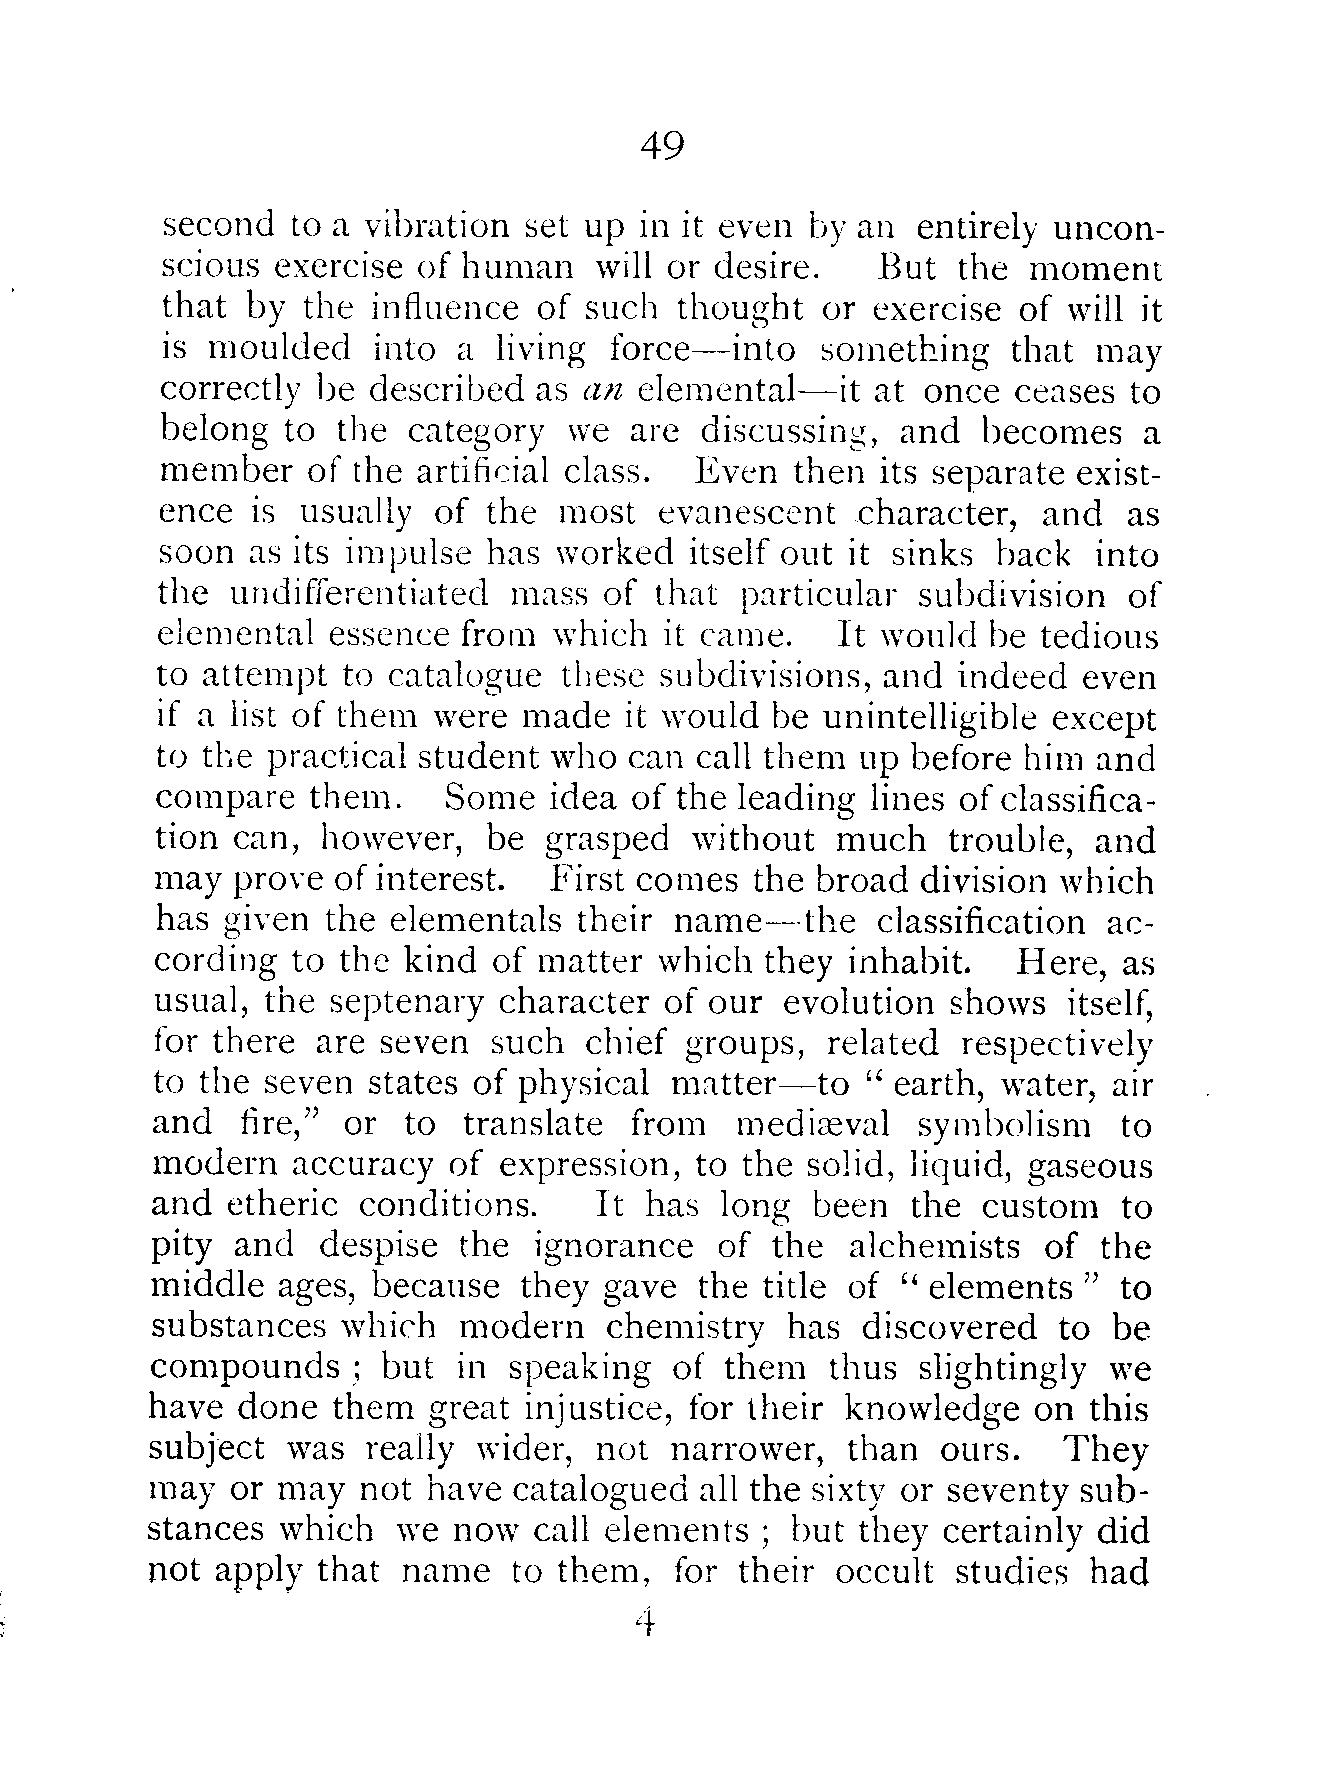 49
second to a vibration set up in it even by an entirely uncon-
scious exercise of human will or desire. But the moment
that by the influence of such thought or exercise of will it
is moulded into a living force—into something that may
correctly be described as an elemental—it at once ceases to
belong to the category we are discussing, and becomes a
member of the artificial class. Even then its separate exist-
ence is usually of the most evanescent character, and as
soon as its impulse has worked itself out it sinks back into
the undifferentiated mass of that particular subdivision of
elemental essence from which it came. It would be tedious
to attempt to catalogue these subdivisions, and indeed even
if a list of them were made it would be unintelligible except
to the practical student who can call them up before him and
compare them. Some idea of the leading lines of classifica-
tion can, however, be grasped without much trouble, and
may prove of interest. First comes the broad division which
has given the elementals their name—the classification ac-
cording to the kind of matter which they inhabit. Here, as
usual, the septenary character of our evolution shows itself,
for there are seven such chief groups, related respectively
to the seven states of physical matter—to “ earth, water, air
and fire,” or to translate from mediæval symbolism to
modern accuracy of expression, to the solid, liquid, gaseous
and etheric conditions. It has long been the custom to
pity and despise the ignorance of the alchemists of the
middle ages, because they gave the title of “ elements ” to
substances which modern chemistry has discovered to be
compounds ; but in speaking of them thus slightingly we
have done them great injustice, for their knowledge on this
subject was really wider, not narrower, than ours. They
may or may not have catalogued all the sixty or seventy sub-
stances which we now call elements ; but they certainly did
not apply that name to them, for their occult studies had
4